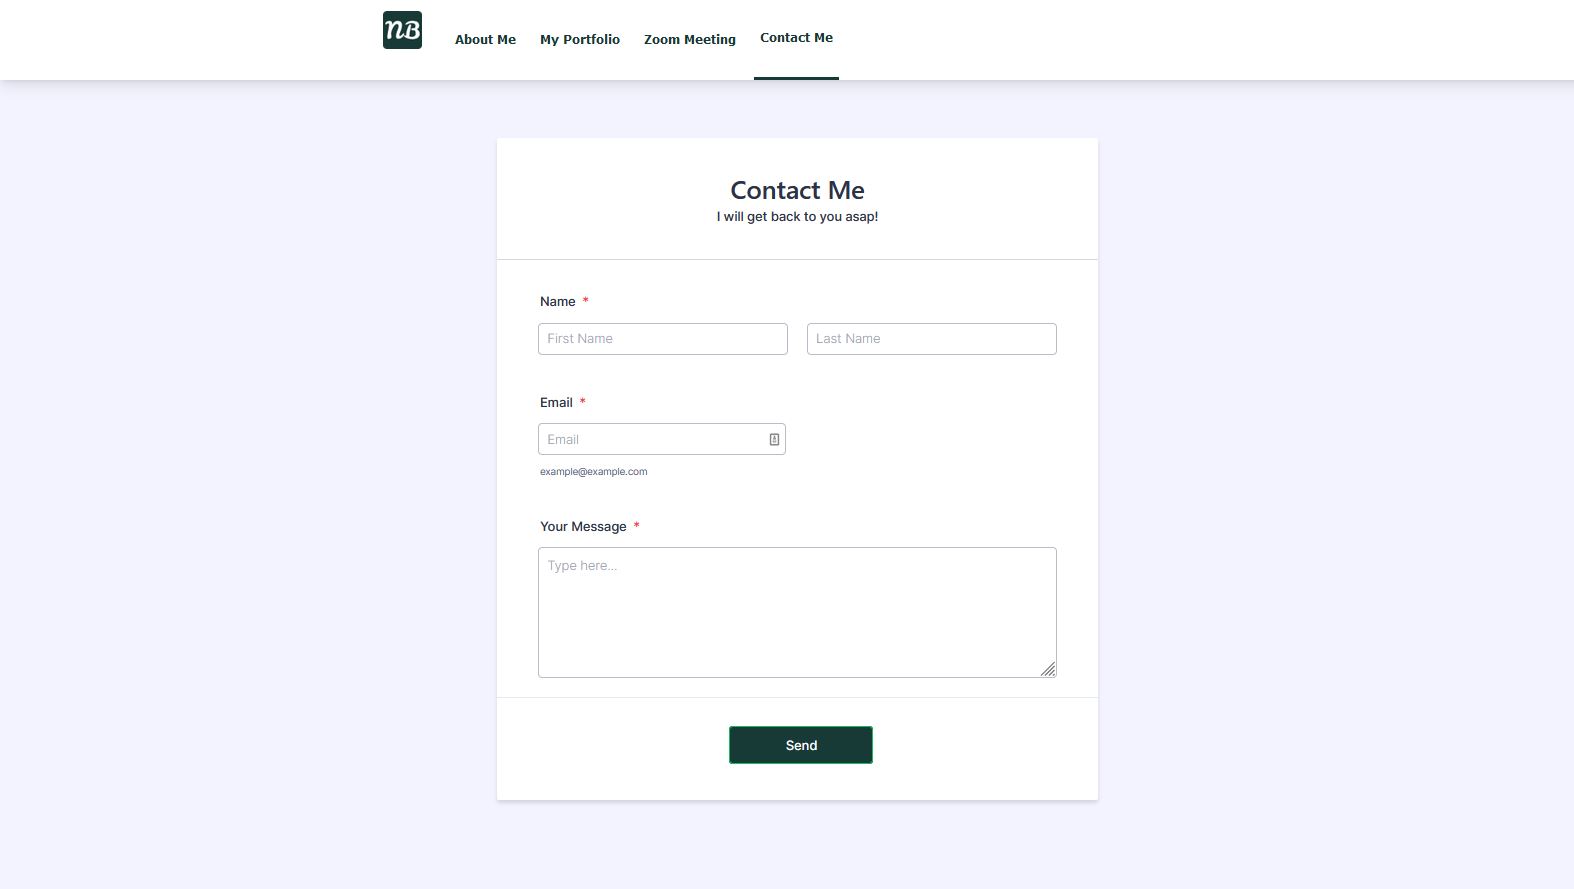 NB
About Me
My Portfolio
Zoom Meeting
Contact Me
Contact Me
I will get back to you asap!
Name *
First Name
Last Name
Email *
Email
example@example.com
Your Message *
Type here...
Send